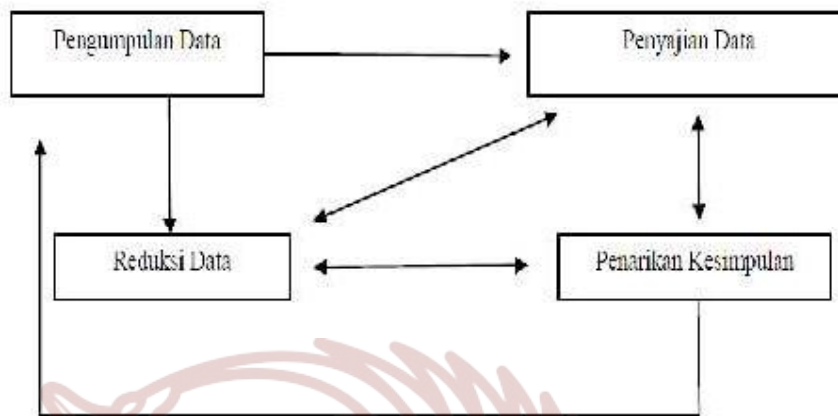 Pengumpulan Data
Penyajian Data
Reduksi Data
Penarikan Kesimpulan